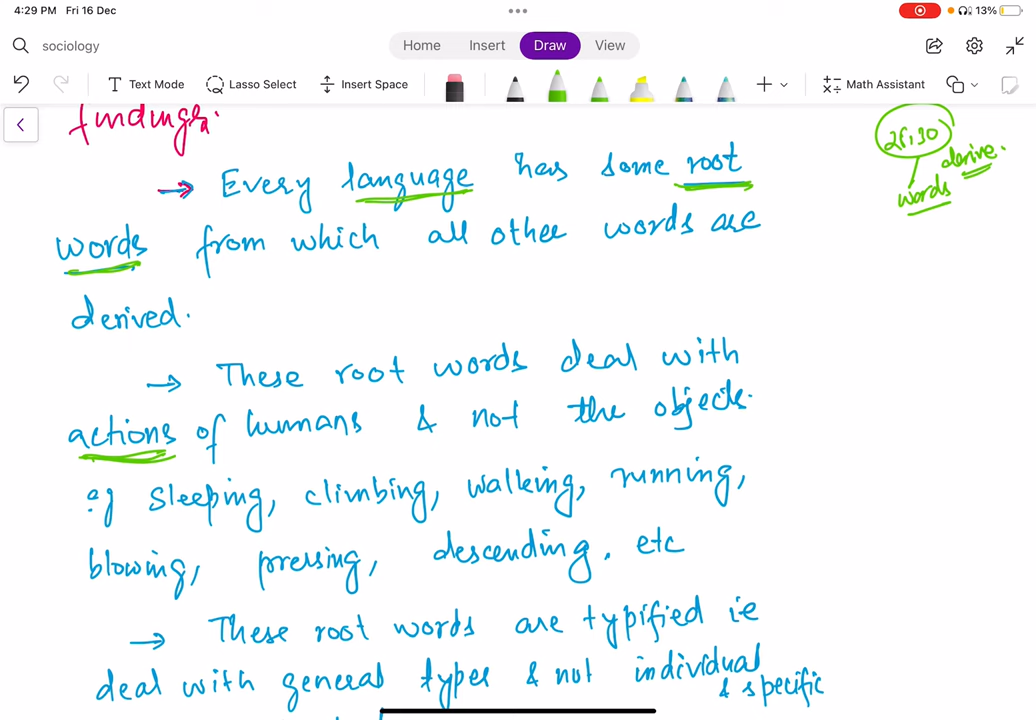 4:29 PM Fri 16 Dec
13%
sociology
Home Insert Draw View
Text Mode Lasso Select Insert Space Math Assistant
findings.
→ Every language has some root
words from which all other words are
derived.
→ These root words deal with
actions of humans & not the objects.
eg sleeping, climbing, walking, running,
blowing, pressing, descending. etc
→ These root words are typified ie
deal with general types & not individual
& specific
derive.
words